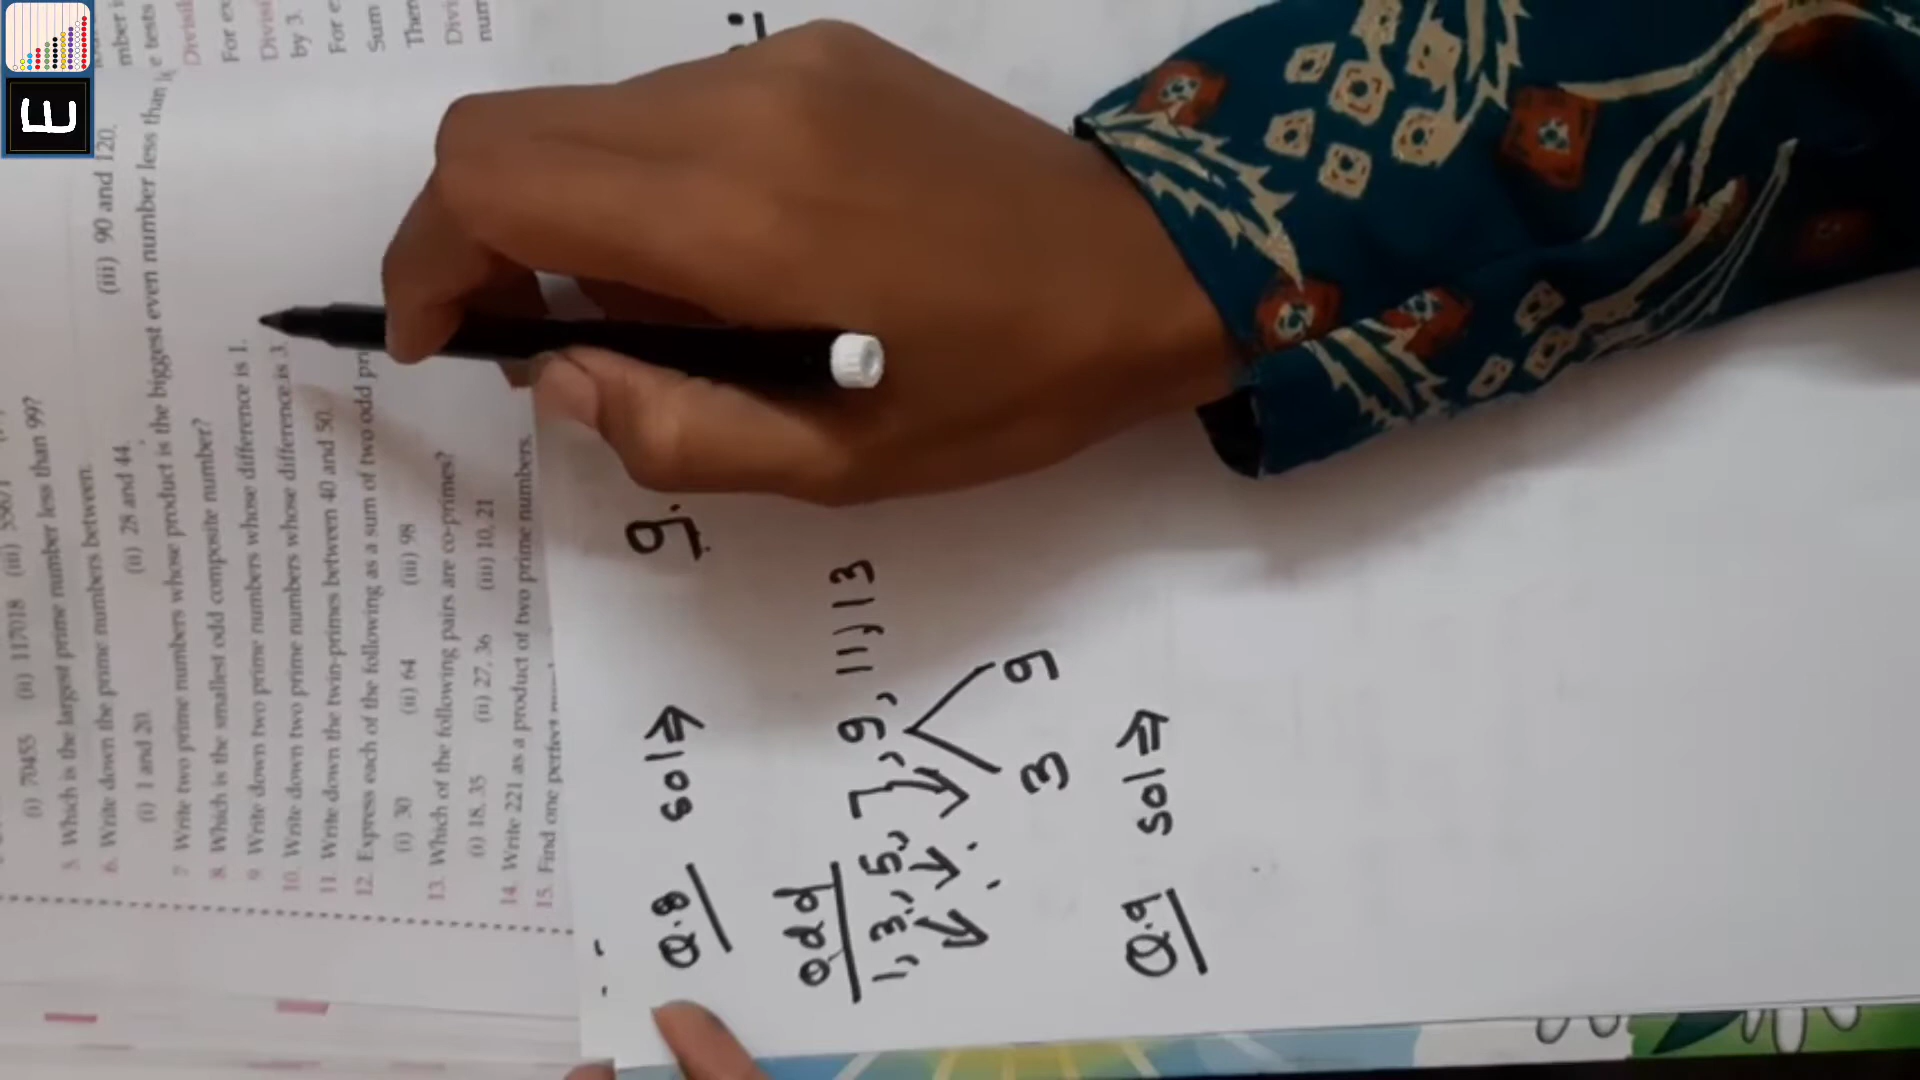 (i) 70455 (ii) 117018 (iii)
5. Which is the largest prime number less than 99?
6. Write down the prime numbers between:
(i) 1 and 20. (ii) 28 and 44. (iii) 90 and 120.
7. Write two prime numbers whose product is the biggest even number less than
8. Which is the smallest odd composite number?
9. Write down two prime numbers whose difference is 1.
10. Write down two prime numbers whose difference is 3.
11. Write down the twin-primes between 40 and 50.
12. Express each of the following as a sum of two odd
(i) 30 (ii) 64 (iii) 98
13. Which of the following pairs are co-primes?
(i) 18, 35 (ii) 27, 36 (iii) 10, 21
14. Write 221 as a product of two prime numbers.
15. Find one perfect
tests
For
by 3.
For
Sum
E
Q.8 sol⇒ 9.
odd
1, 3, 5, 7, 9, 11, 13
3 9
Q.9 sol⇒